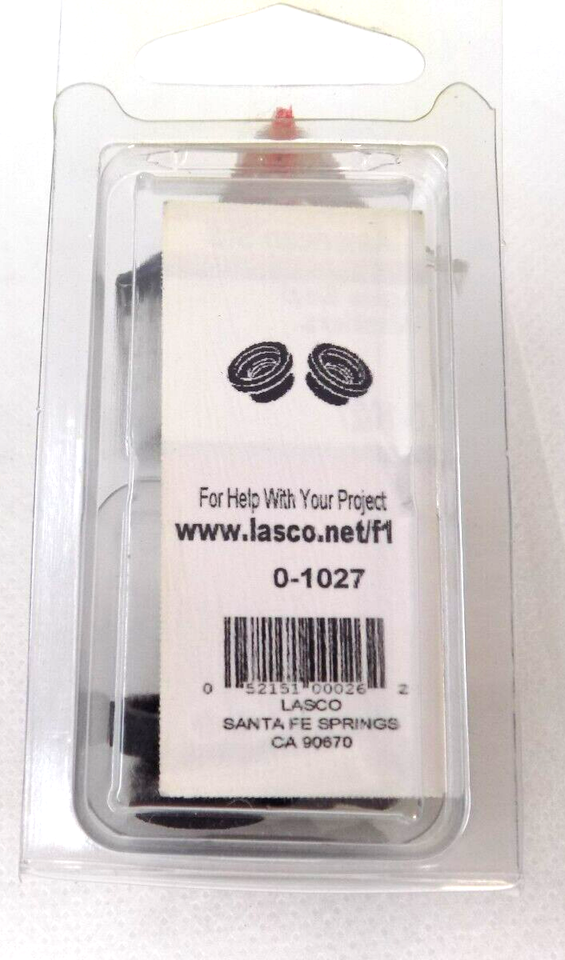 For Help With Your Project
www.lasco.net/f1
0-1027
0 52151 00026 2
LASCO
SANTA FE SPRINGS
CA 90670